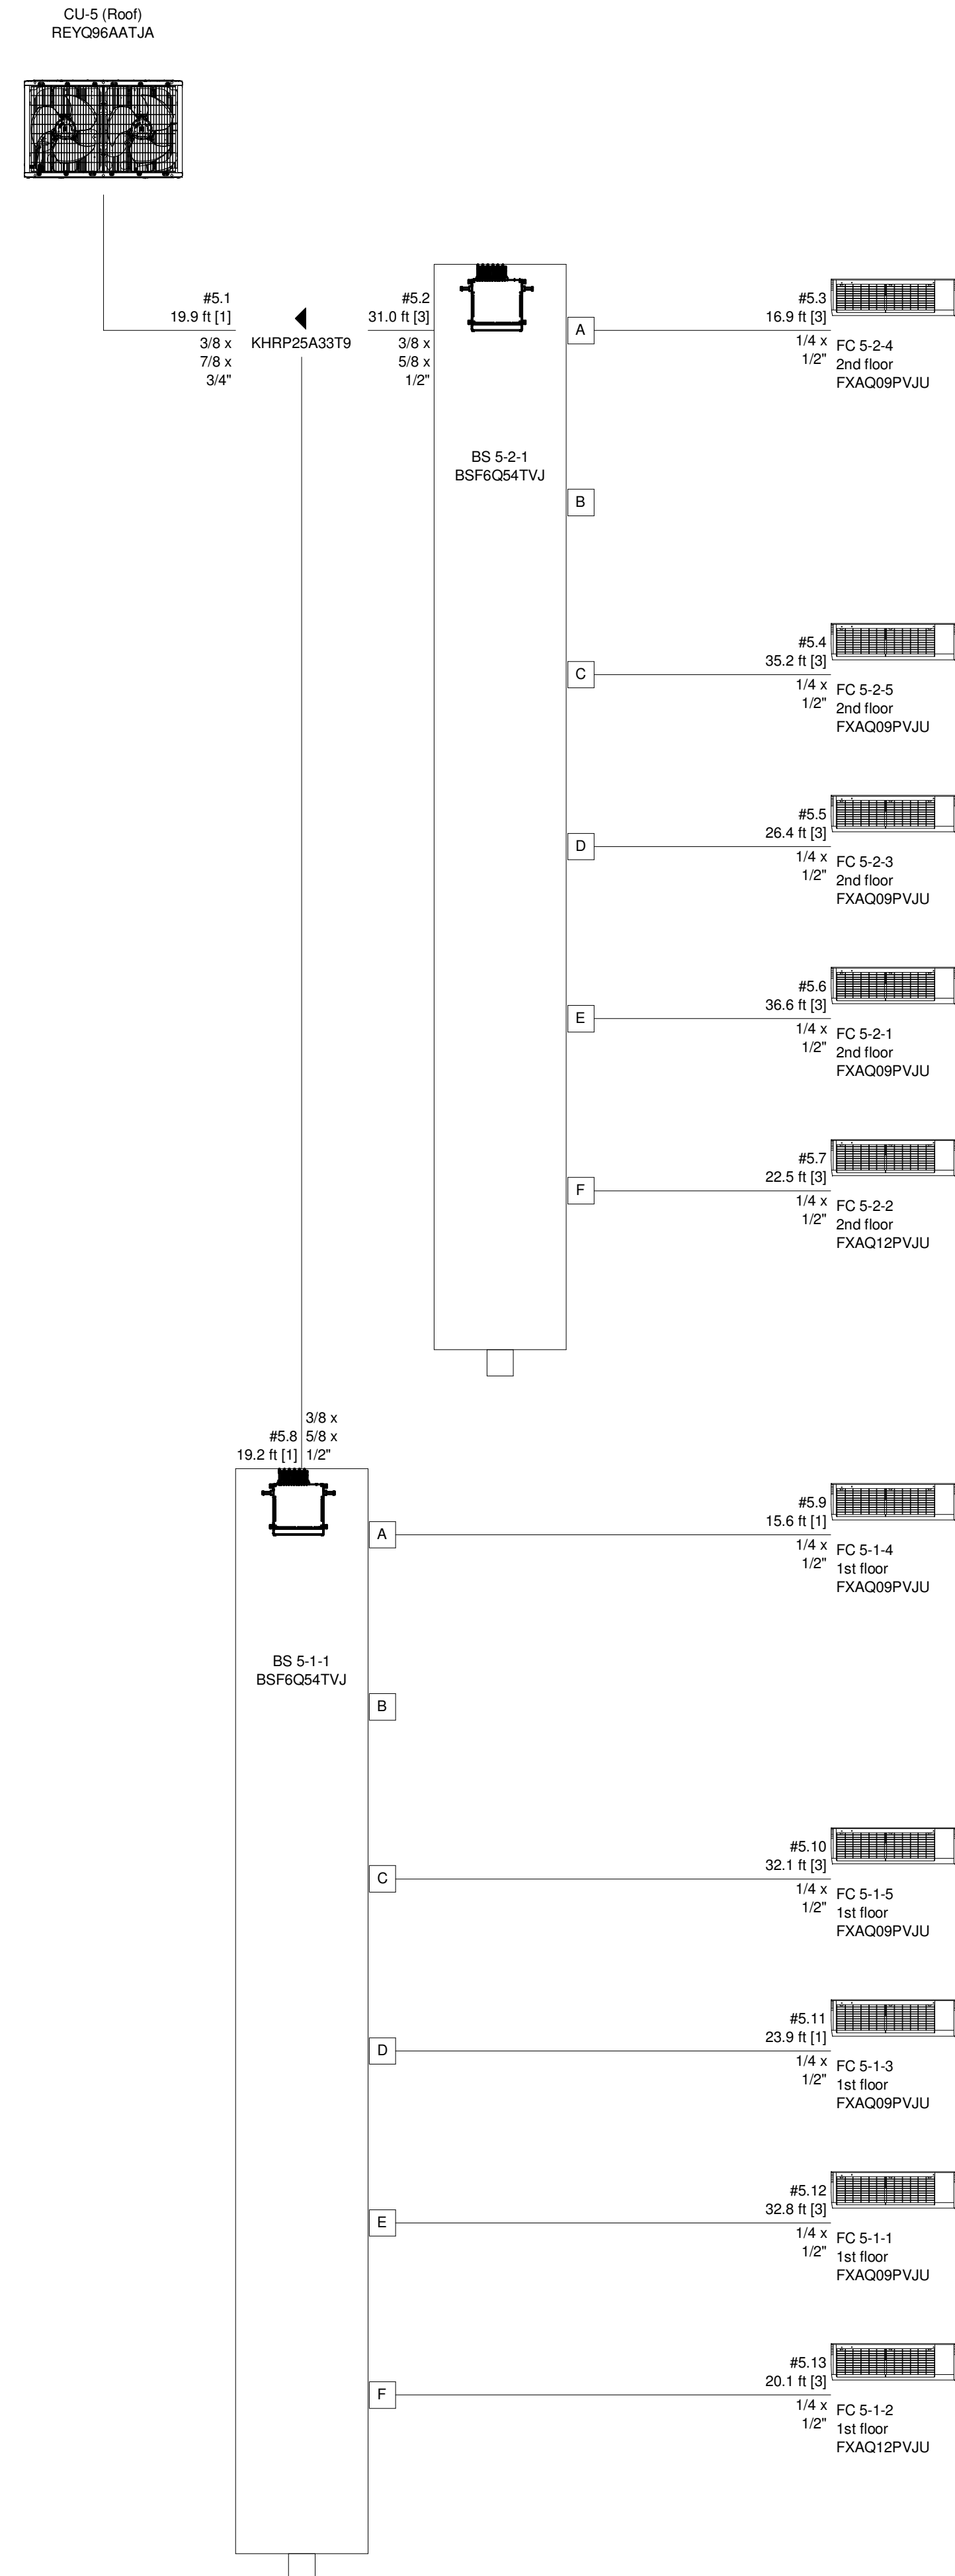 CU-5 (Roof)
REYQ96AATJA
#5.1
19.9 ft [1]
3/8 x
7/8 x
3/4"
KHRP25A33T9
#5.2
31.0 ft [3]
3/8 x
5/8 x
1/2"
BS 5-2-1
BSF6Q54TVJ
A
#5.3
16.9 ft [3]
1/4 x
1/2"
FC 5-2-4
2nd floor
FXAQ09PVJU
B
C
#5.4
35.2 ft [3]
1/4 x
1/2"
FC 5-2-5
2nd floor
FXAQ09PVJU
D
#5.5
26.4 ft [3]
1/4 x
1/2"
FC 5-2-3
2nd floor
FXAQ09PVJU
E
#5.6
36.6 ft [3]
1/4 x
1/2"
FC 5-2-1
2nd floor
FXAQ09PVJU
F
#5.7
22.5 ft [3]
1/4 x
1/2"
FC 5-2-2
2nd floor
FXAQ12PVJU
#5.8
19.2 ft [1]
3/8 x
5/8 x
1/2"
BS 5-1-1
BSF6Q54TVJ
A
#5.9
15.6 ft [1]
1/4 x
1/2"
FC 5-1-4
1st floor
FXAQ09PVJU
B
C
#5.10
32.1 ft [3]
1/4 x
1/2"
FC 5-1-5
1st floor
FXAQ09PVJU
D
#5.11
23.9 ft [1]
1/4 x
1/2"
FC 5-1-3
1st floor
FXAQ09PVJU
E
#5.12
32.8 ft [3]
1/4 x
1/2"
FC 5-1-1
1st floor
FXAQ09PVJU
F
#5.13
20.1 ft [3]
1/4 x
1/2"
FC 5-1-2
1st floor
FXAQ12PVJU